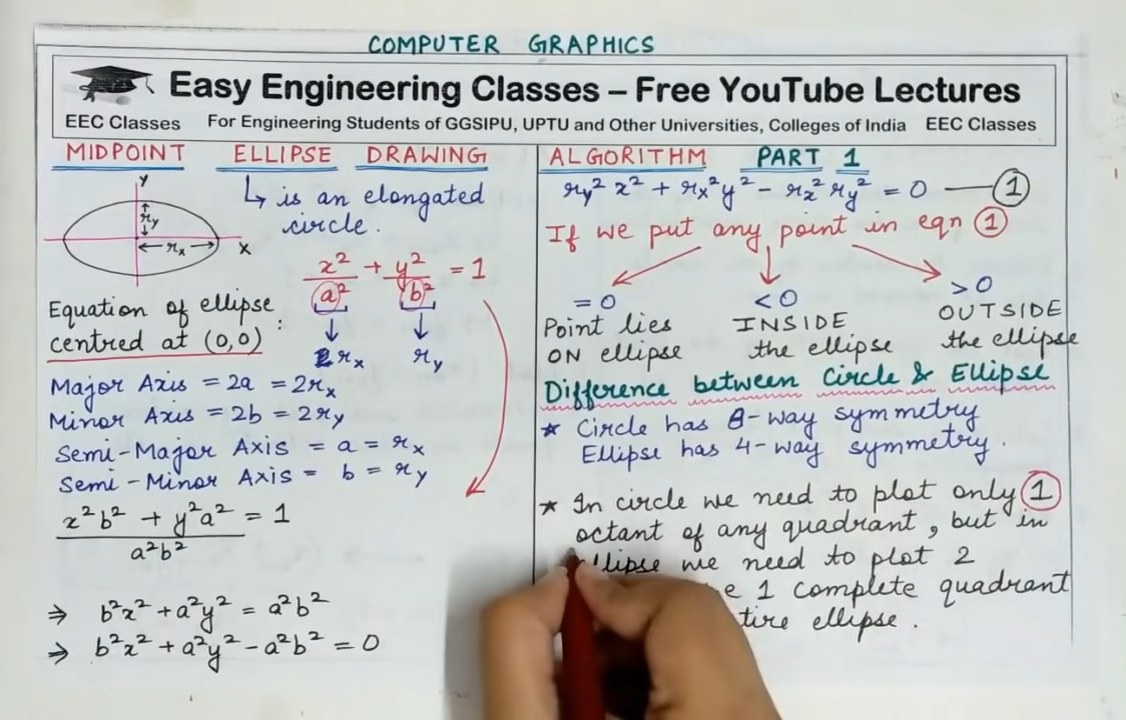 COMPUTER GRAPHICS
Easy Engineering Classes – Free YouTube Lectures
EEC Classes For Engineering Students of GGSIPU, UPTU and Other Universities, Colleges of India EEC Classes
MIDPOINT ELLIPSE DRAWING ALGORITHM PART 1
Y
ry
rx
X
↳ is an elongated
circle.
x²/a² + y²/b² = 1
↓ ↓
rx ry
Equation of ellipse :
centred at (0,0)
Major Axis = 2a = 2rx
Minor Axis = 2b = 2ry
Semi-Major Axis = a = rx
Semi-Minor Axis = b = ry
x²b² + y²a² = 1
a²b²
⇒ b²x² + a²y² = a²b²
⇒ b²x² + a²y² - a²b² = 0
ry² x² + rx² y² - rx² ry² = 0 — 1
If we put any point in eqn 1
= 0
Point lies
ON ellipse
< 0
INSIDE
the ellipse
> 0
OUTSIDE
the ellipse
Difference between Circle & Ellipse
* Circle has 8-way symmetry
Ellipse has 4-way symmetry.
* In circle we need to plot only 1
octant of any quadrant, but in
we need to plot 2
1 complete quadrant
ellipse.